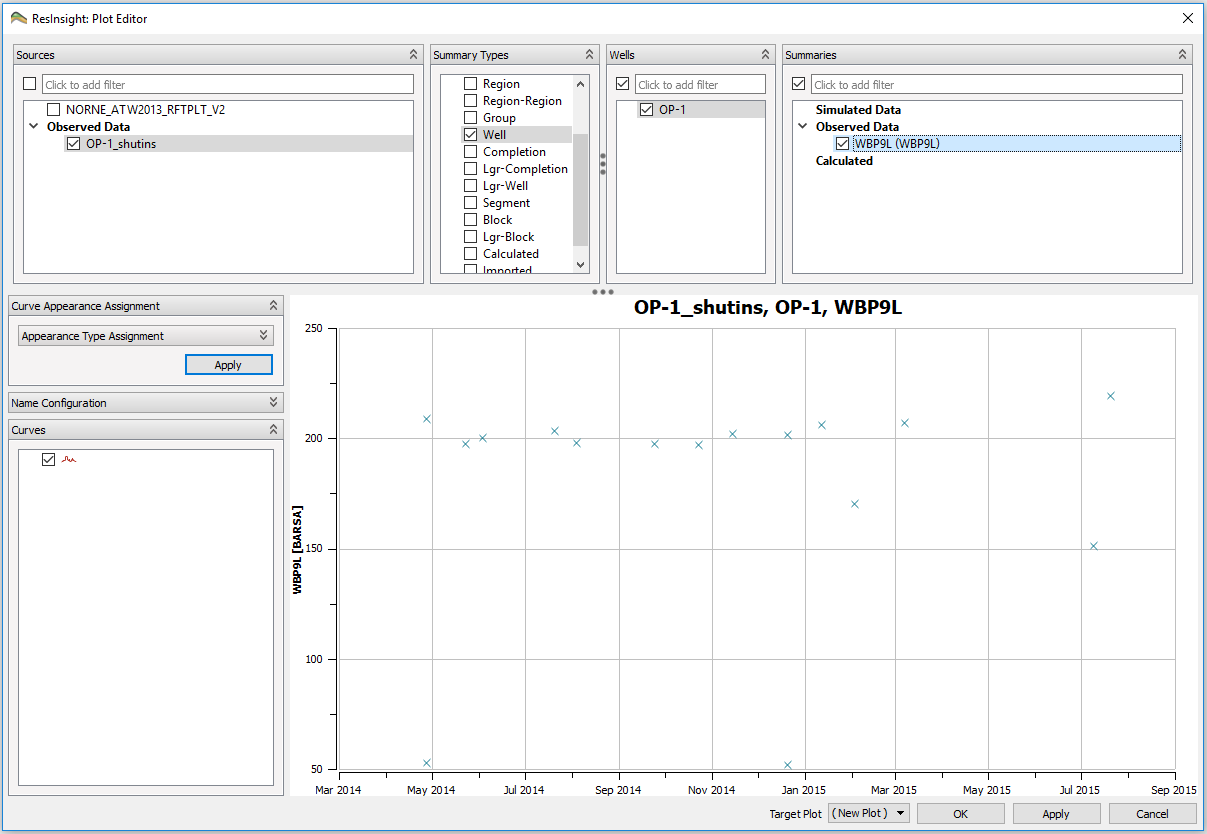 ResInsight: Plot Editor
Sources
Click to add filter
NORNE_ATW2013_RFTPLT_V2
Observed Data
OP-1_shutins
Summary Types
Region
Region-Region
Group
Well
Completion
Lgr-Completion
Lgr-Well
Segment
Block
Lgr-Block
Calculated
Imported
Wells
Click to add filter
OP-1
Summaries
Click to add filter
Simulated Data
Observed Data
WBP9L (WBP9L)
Calculated
Curve Appearance Assignment
Appearance Type Assignment
Apply
Name Configuration
Curves
OP-1_shutins, OP-1, WBP9L
WBP9L [BARSA]
250
200
150
100
50
Mar 2014 May 2014 Jul 2014 Sep 2014 Nov 2014 Jan 2015 Mar 2015 May 2015 Jul 2015 Sep 2015
Target Plot ( New Plot ) OK Apply Cancel